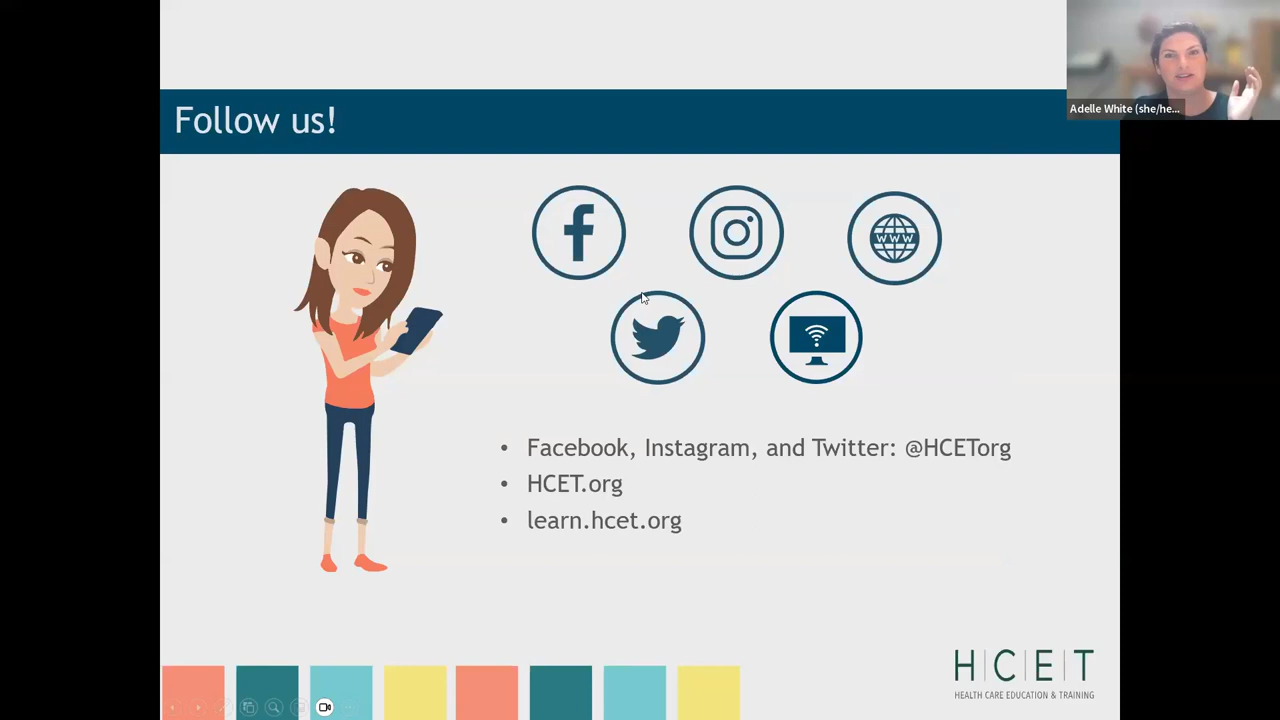 Follow us!
Adelle White (she/he...
WWW
Facebook, Instagram, and Twitter: @HCETorg
HCET.org
learn.hcet.org
H|C|E|T
HEALTH CARE EDUCATION & TRAINING